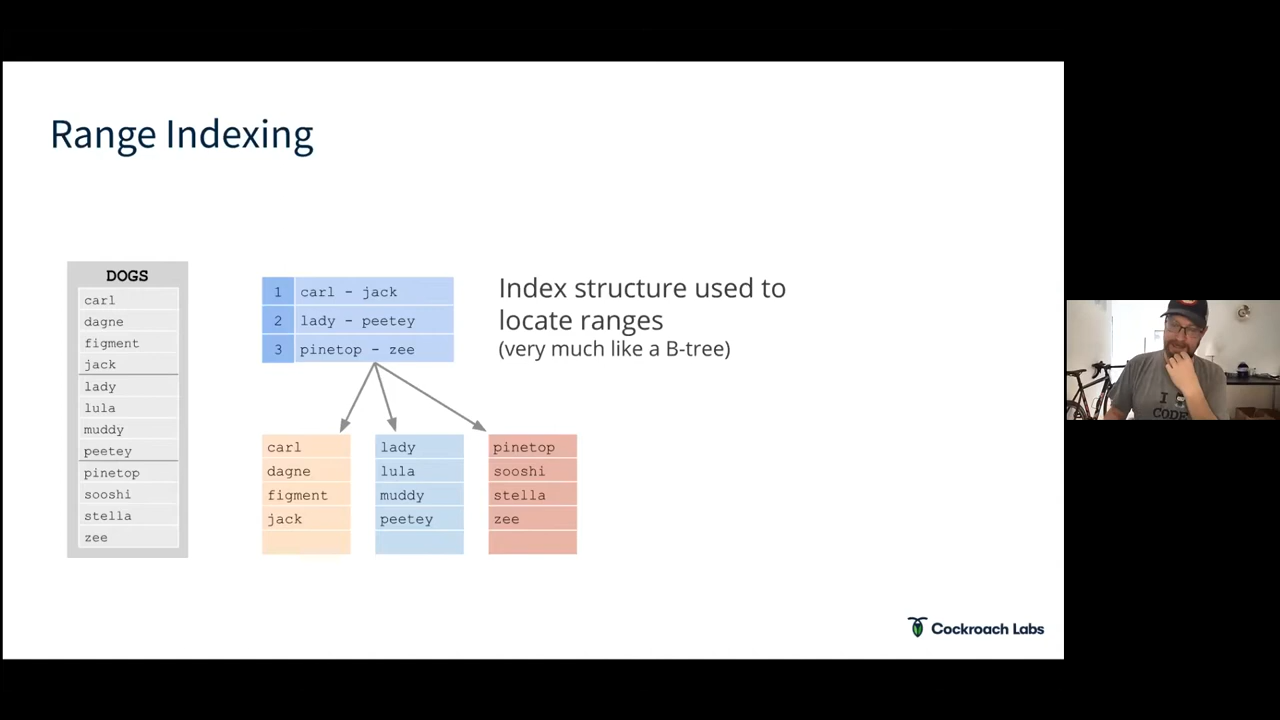 Range Indexing
DOGS
carl
dagne
figment
jack
lady
lula
muddy
peetey
pinetop
sooshi
stella
zee
1 carl - jack
2 lady - peetey
3 pinetop - zee
Index structure used to
locate ranges
(very much like a B-tree)
carl
dagne
figment
jack
lady
lula
muddy
peetey
pinetop
sooshi
stella
zee
Cockroach Labs
I
CODE